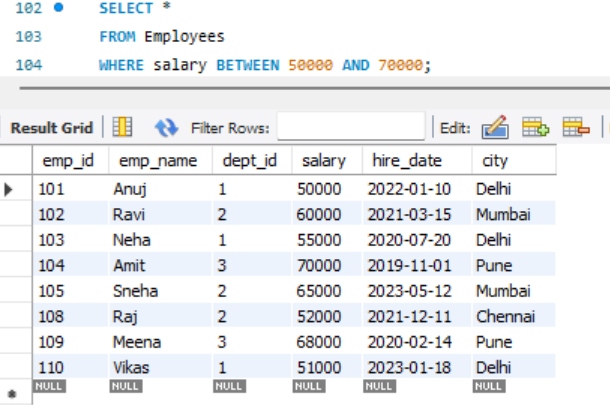 102 SELECT *
103 FROM Employees
104 WHERE salary BETWEEN 50000 AND 70000;
Result Grid Filter Rows: Edit:
emp_id emp_name dept_id salary hire_date city
101 Anuj 1 50000 2022-01-10 Delhi
102 Ravi 2 60000 2021-03-15 Mumbai
103 Neha 1 55000 2020-07-20 Delhi
104 Amit 3 70000 2019-11-01 Pune
105 Sneha 2 65000 2023-05-12 Mumbai
108 Raj 2 52000 2021-12-11 Chennai
109 Meena 3 68000 2020-02-14 Pune
110 Vikas 1 51000 2023-01-18 Delhi
NULL NULL NULL NULL NULL NULL